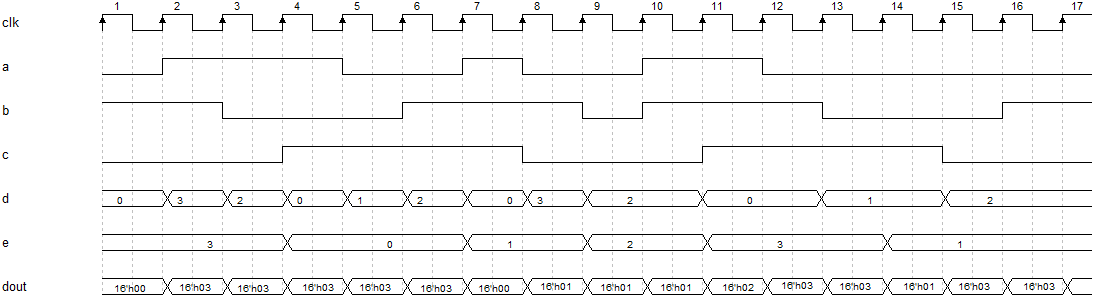 1 2 3 4 5 6 7 8 9 10 11 12 13 14 15 16 17
clk
a
b
c
d 0 3 2 0 1 2 0 3 2 0 1 2
e 3 0 1 2 3 1
dout 16'h00 16'h03 16'h03 16'h03 16'h03 16'h03 16'h00 16'h01 16'h01 16'h01 16'h02 16'h03 16'h03 16'h01 16'h03 16'h03